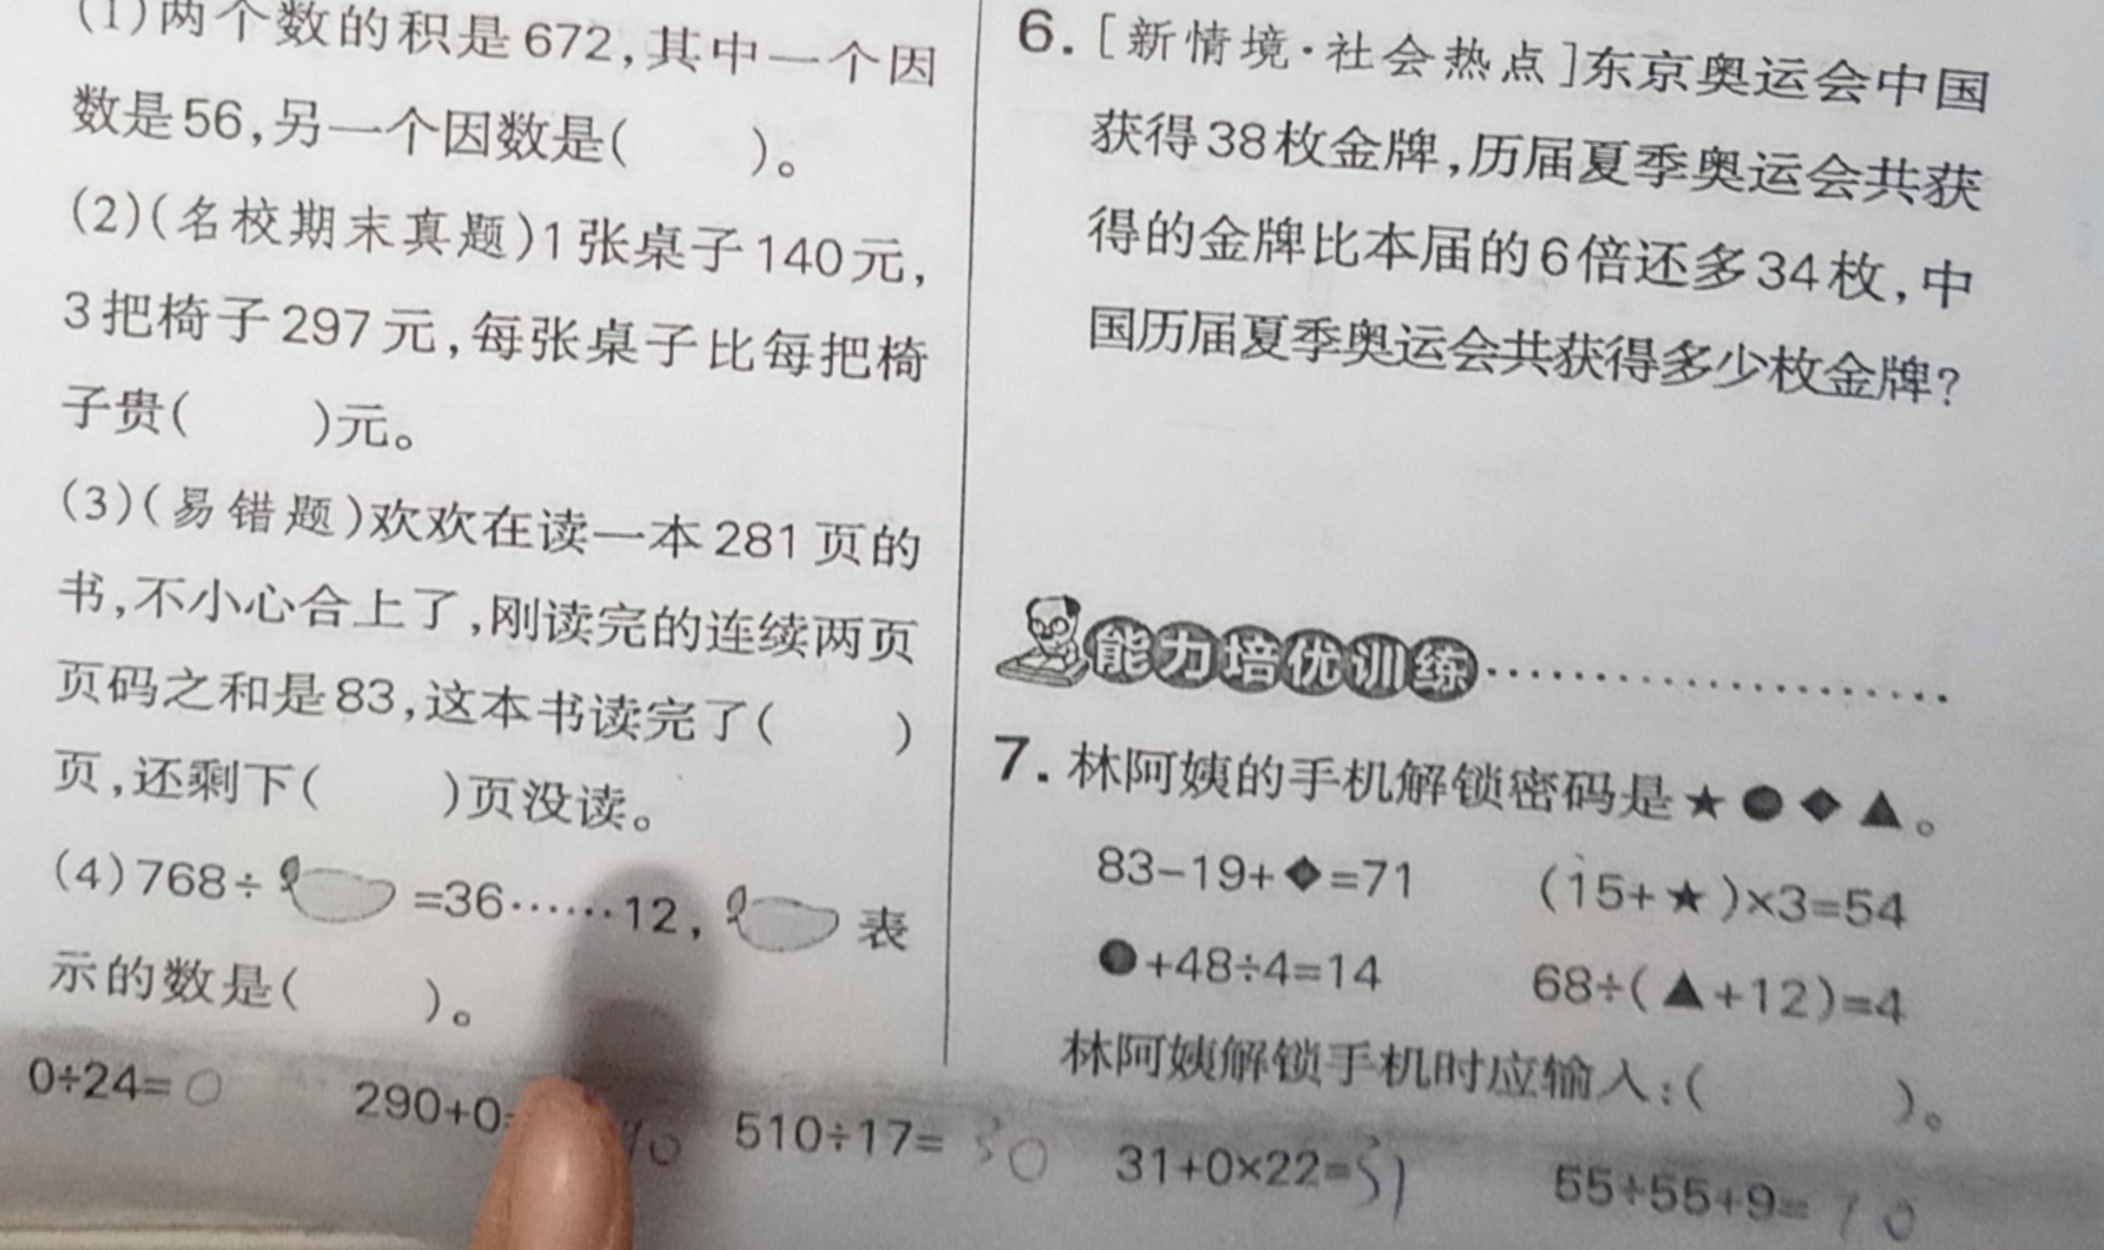 (1)两个数的积是672,其中一个因
数是56,另一个因数是(　　)。
(2)(名校期末真题)1张桌子140元,
3把椅子297元,每张桌子比每把椅
子贵(　　)元。
(3)(易错题)欢欢在读一本281页的
书,不小心合上了,刚读完的连续两页
页码之和是83,这本书读完了(　　)
页,还剩下(　　)页没读。
(4)768÷ =36……12, 表
示的数是(　　)。
6.[新情境·社会热点]东京奥运会中国
获得38枚金牌,历届夏季奥运会共获
得的金牌比本届的6倍还多34枚,中
国历届夏季奥运会共获得多少枚金牌?
能力培优训练
7.林阿姨的手机解锁密码是★●◆▲。
83-19+◆=71　(15+★)×3=54
●+48÷4=14　68÷(▲+12)=4
林阿姨解锁手机时应输入:(　　)。
0÷24=0　290+0= 90　510÷17=30　31+0×22=31　55÷55+9=10